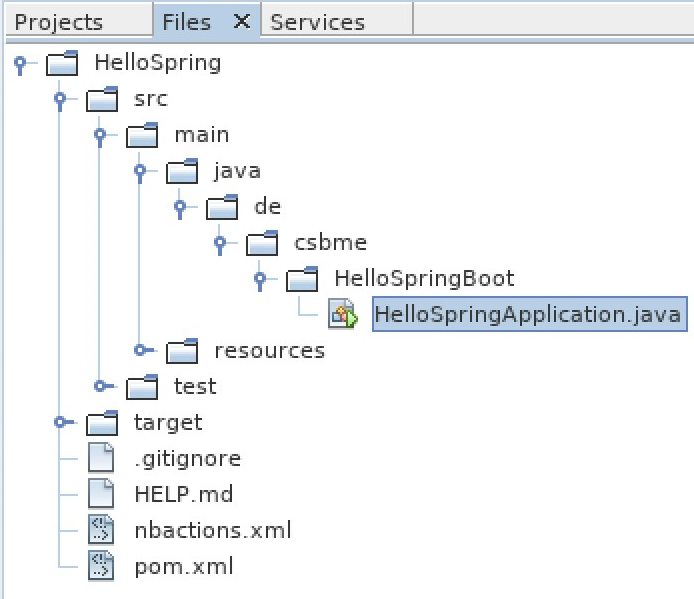 Projects Files Services
HelloSpring
src
main
java
de
csbme
HelloSpringBoot
HelloSpringApplication.java
resources
test
target
.gitignore
HELP.md
nbactions.xml
pom.xml